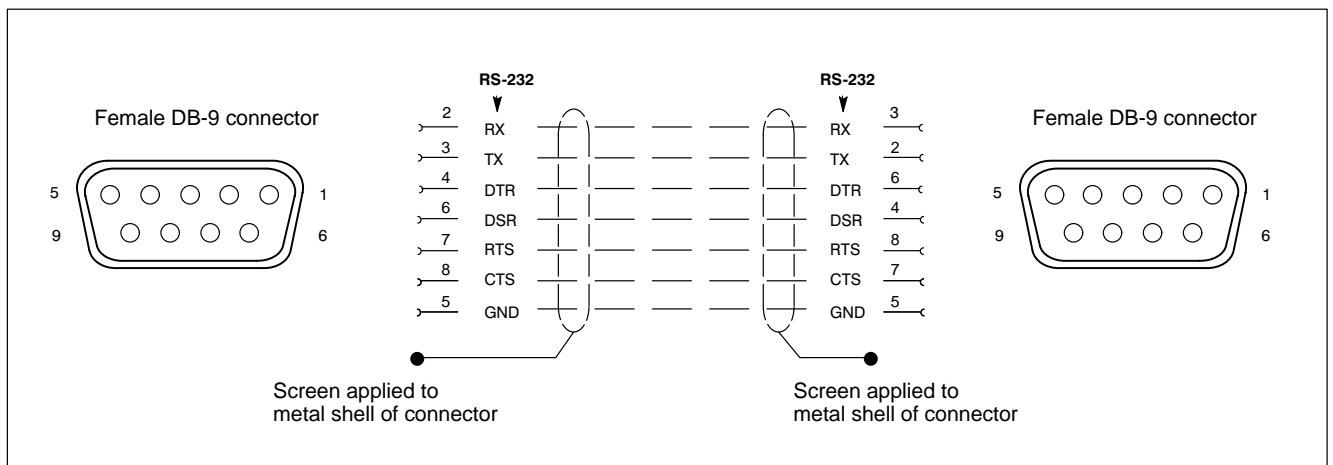 RS-232
RS-232
Female DB-9 connector
Female DB-9 connector
2 RX RX 3
3 TX TX 2
4 DTR DTR 6
6 DSR DSR 4
7 RTS RTS 8
8 CTS CTS 7
5 GND GND 5
5 1
9 6
5 1
9 6
Screen applied to
metal shell of connector
Screen applied to
metal shell of connector